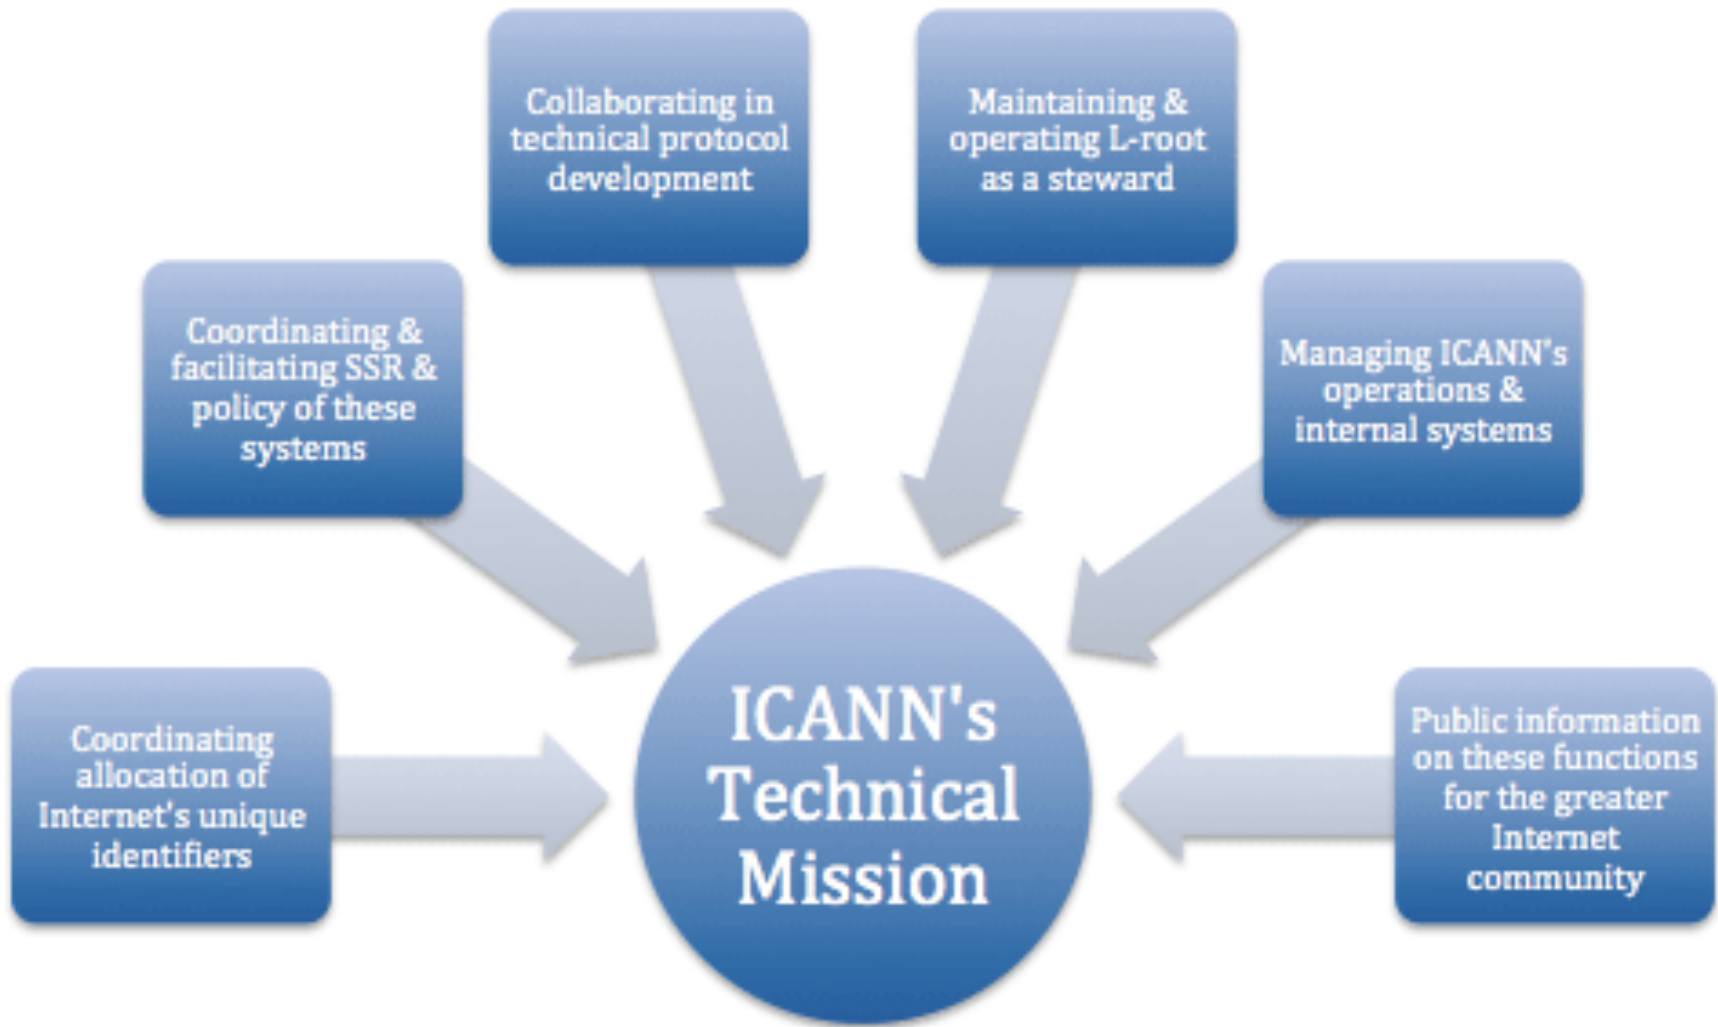 Collaborating in
technical protocol
development
Maintaining &
operating L-root
as a steward
Coordinating &
facilitating SSR &
policy of these
systems
Managing ICANN's
operations &
internal systems
Coordinating
allocation of
Internet's unique
identifiers
ICANN's
Technical
Mission
Public information
on these functions
for the greater
Internet
community